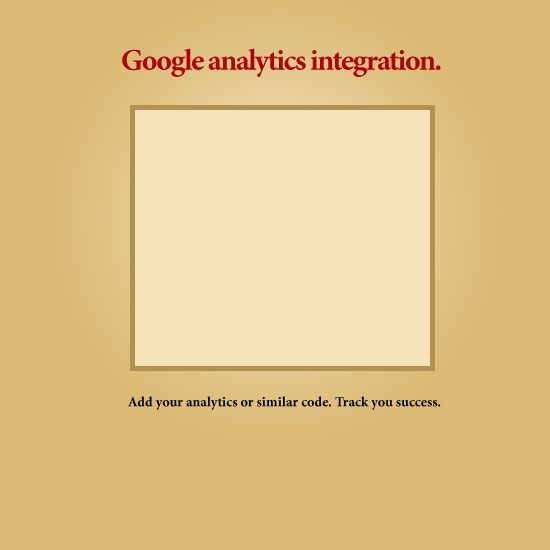 Google analytics integration.
Add your analytics or similar code. Track you success.